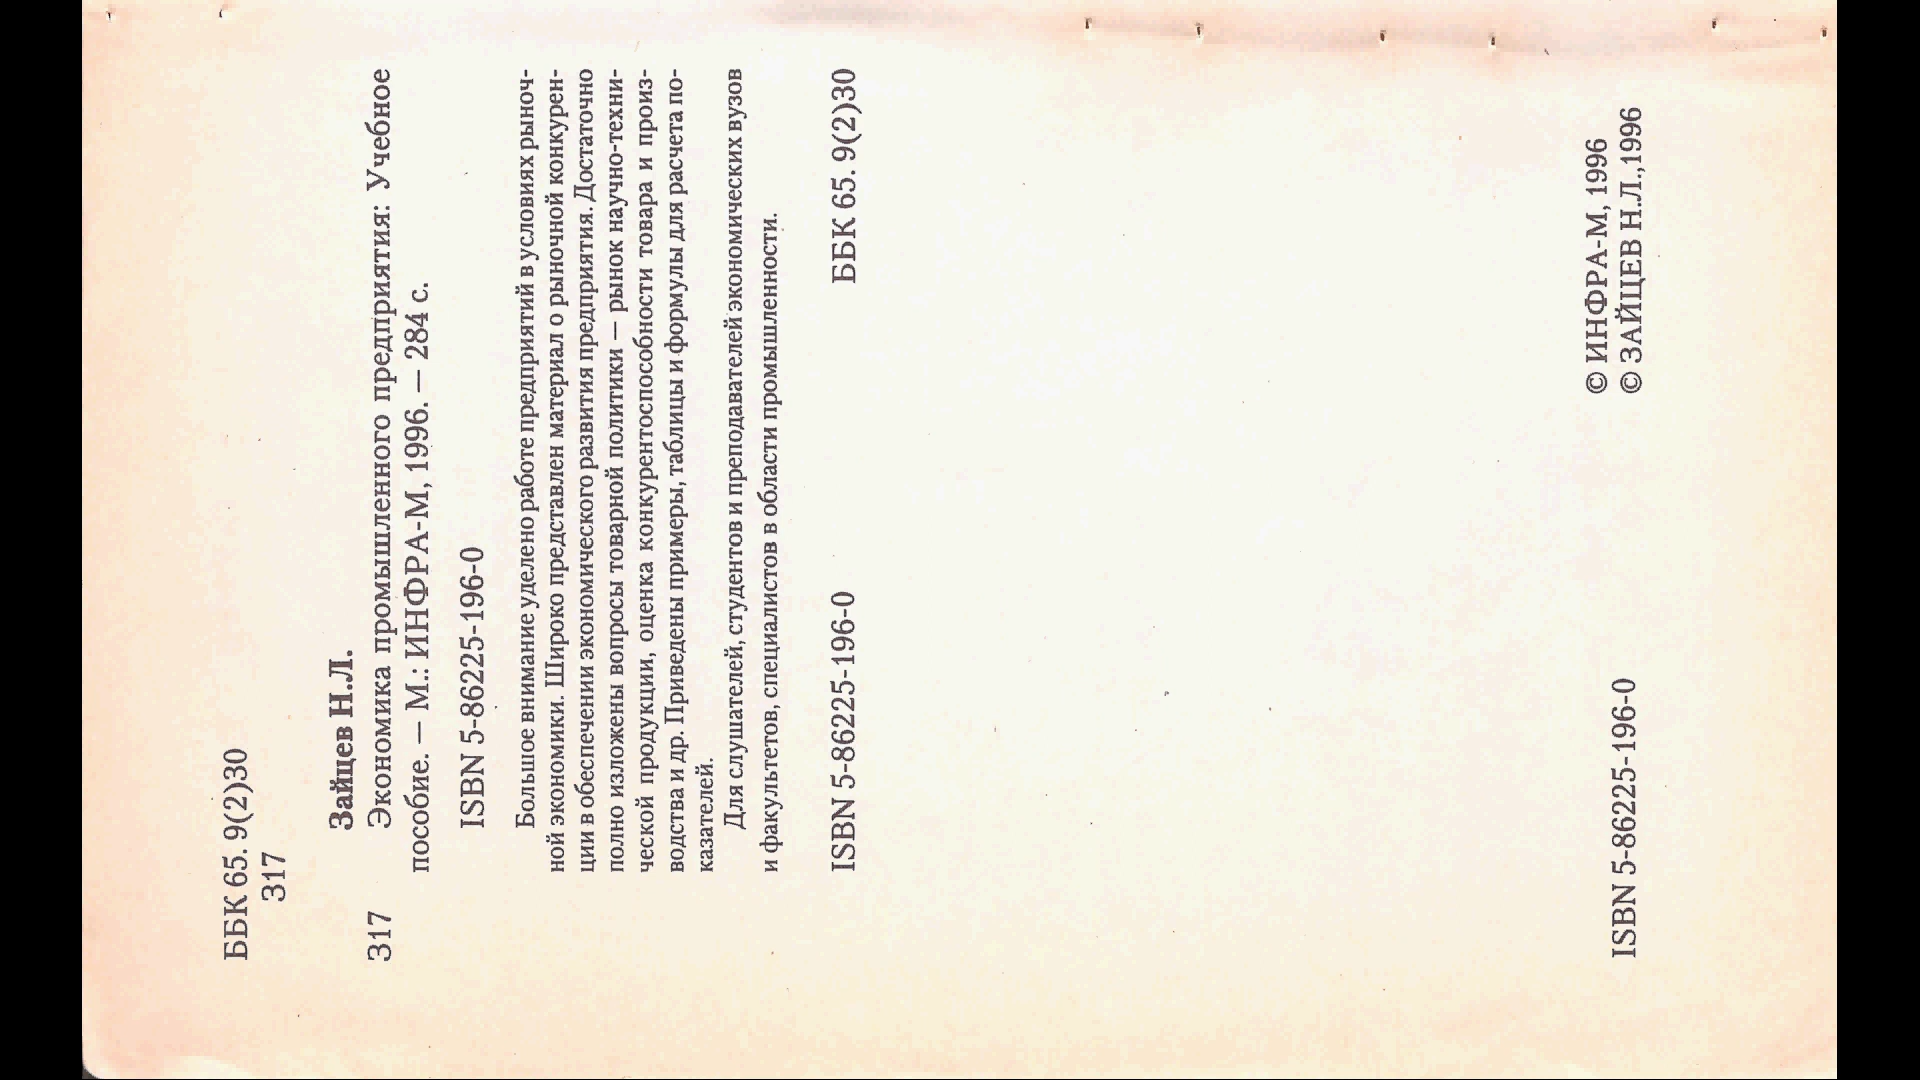 ББК 65. 9(2)30
З17
Зайцев Н.Л.
З17 Экономика промышленного предприятия: Учебное
пособие. — М.: ИНФРА-М, 1996. — 284 с.
ISBN 5-86225-196-0
Большое внимание уделено работе предприятий в условиях рыноч-
ной экономики. Широко представлен материал о рыночной конкурен-
ции в обеспечении экономического развития предприятия. Достаточно
полно изложены вопросы товарной политики — рынок научно-техни-
ческой продукции, оценка конкурентоспособности товара и произ-
водства и др. Приведены примеры, таблицы и формулы для расчета по-
казателей.
Для слушателей, студентов и преподавателей экономических вузов
и факультетов, специалистов в области промышленности.
ISBN 5-86225-196-0 ББК 65. 9(2)30
© ИНФРА-М, 1996
ISBN 5-86225-196-0 © ЗАЙЦЕВ Н.Л.,1996